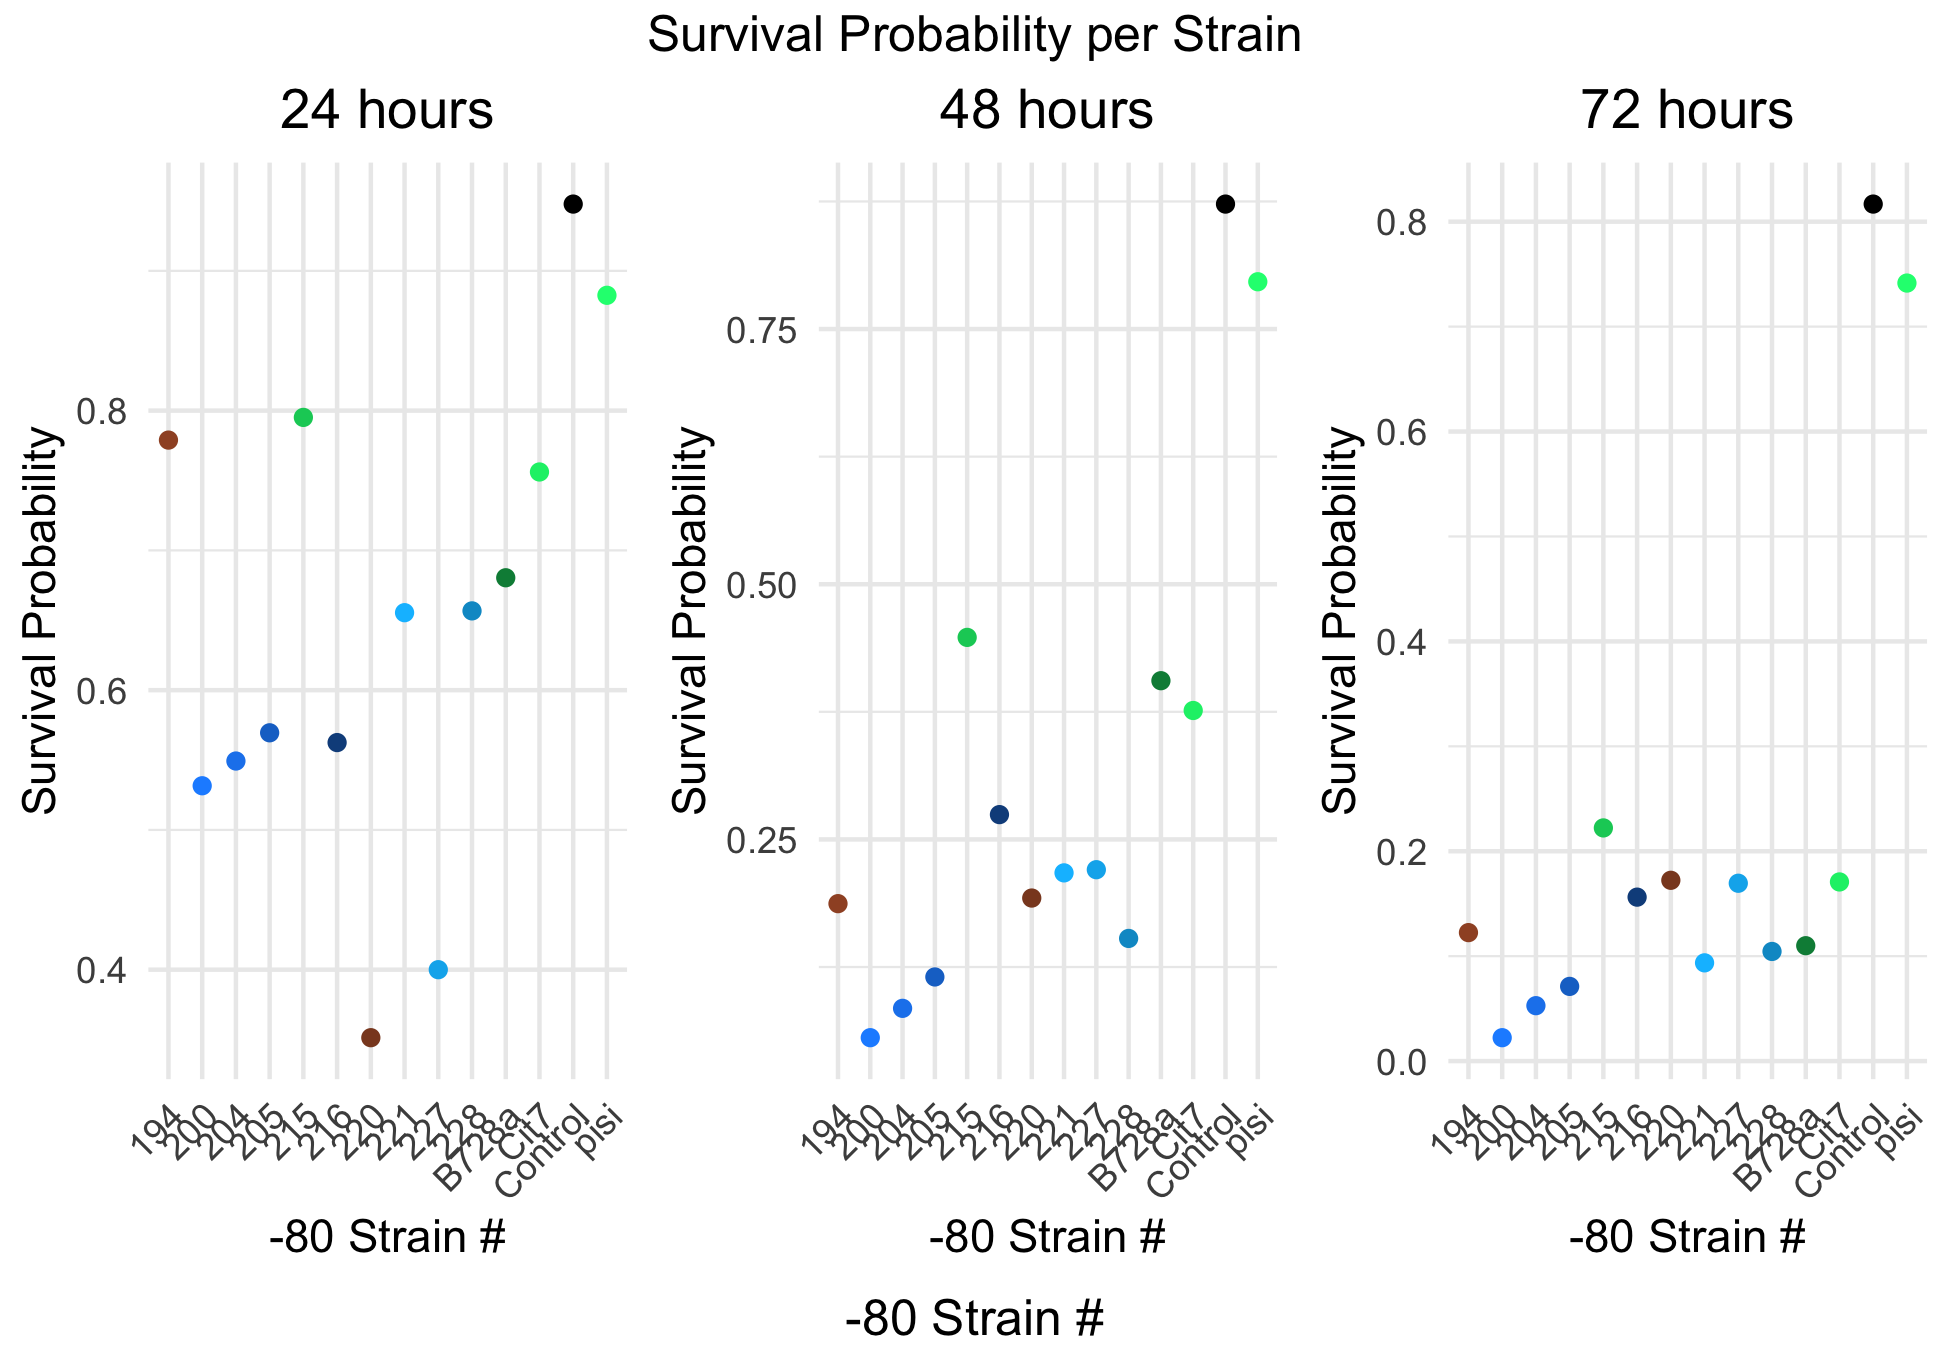 Survival Probability per Strain
24 hours
Survival Probability
0.8
0.6
0.4
194
200
204
205
215
216
220
221
227
228
B728a
Cit7
Control
pisi
-80 Strain #
48 hours
Survival Probability
0.75
0.50
0.25
194
200
204
205
215
216
220
221
227
228
B728a
Cit7
Control
pisi
-80 Strain #
72 hours
Survival Probability
0.8
0.6
0.4
0.2
0.0
194
200
204
205
215
216
220
221
227
228
B728a
Cit7
Control
pisi
-80 Strain #
-80 Strain #